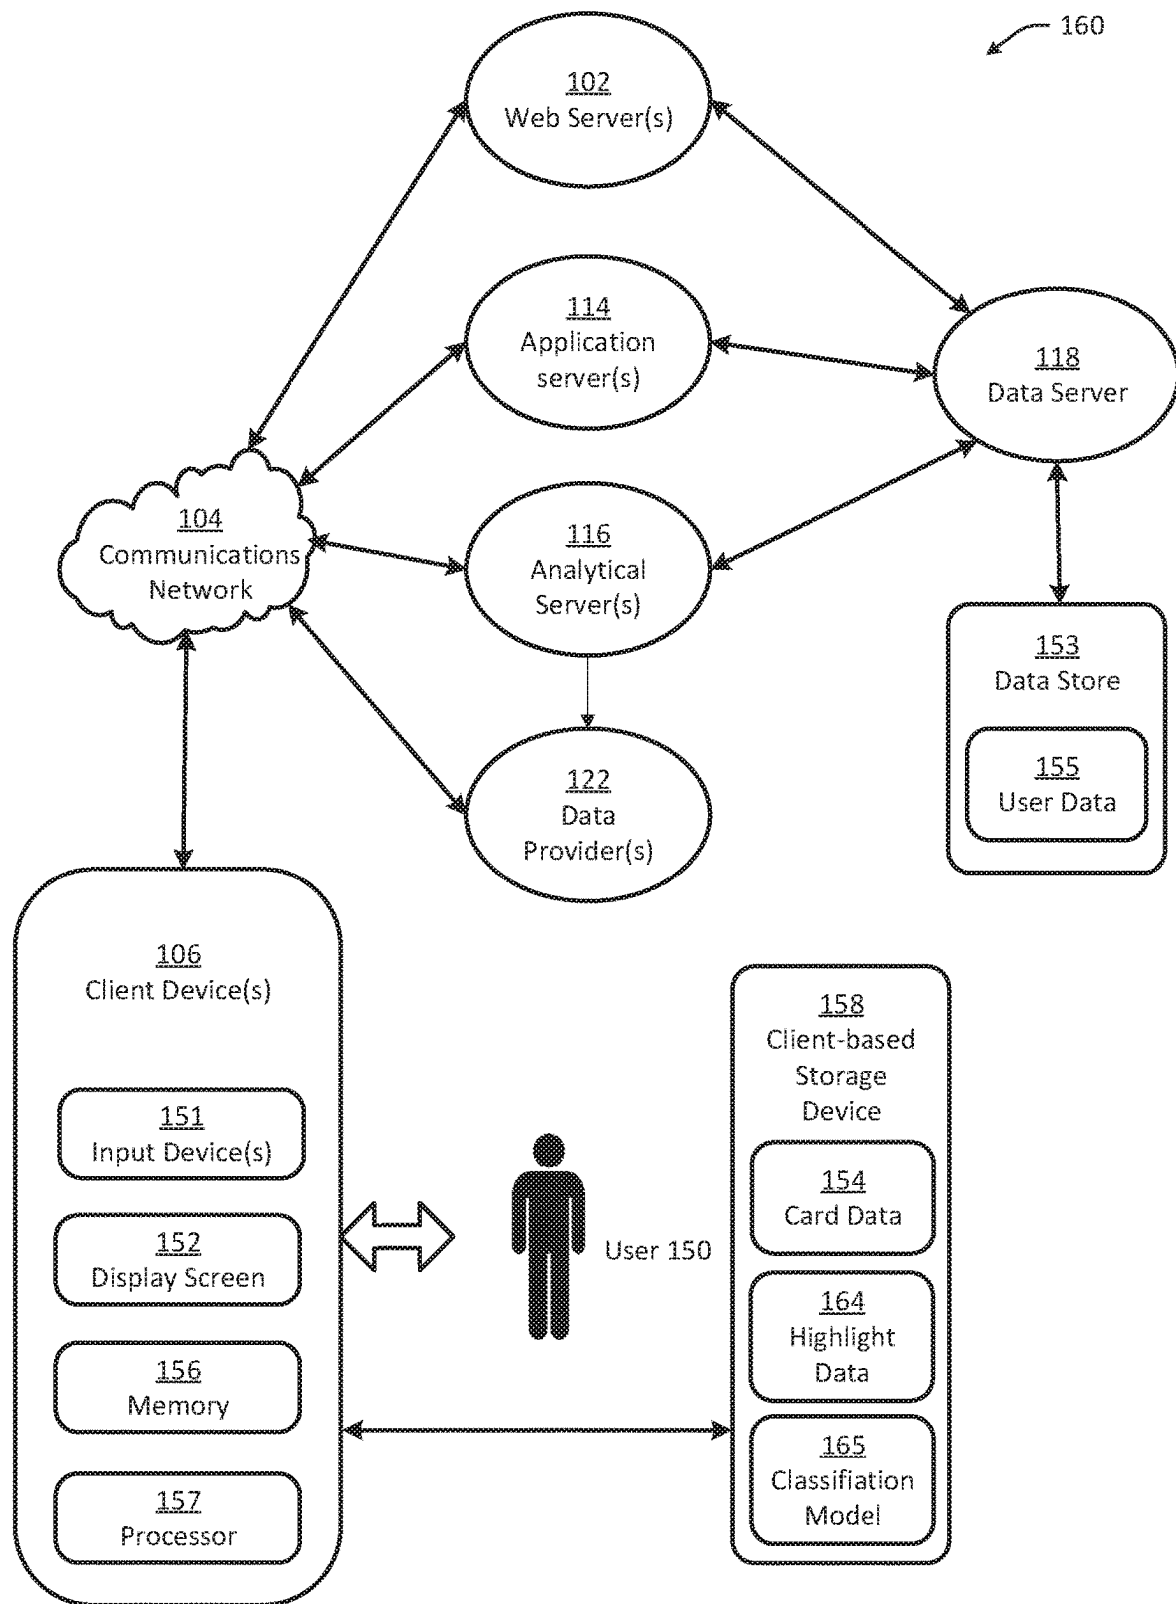 160
102
Web Server(s)
114
Application
server(s)
118
Data Server
104
Communications
Network
116
Analytical
Server(s)
153
Data Store
155
User Data
122
Data
Provider(s)
106
Client Device(s)
151
Input Device(s)
152
Display Screen
156
Memory
157
Processor
User 150
158
Client-based
Storage
Device
154
Card Data
164
Highlight
Data
165
Classifiation
Model